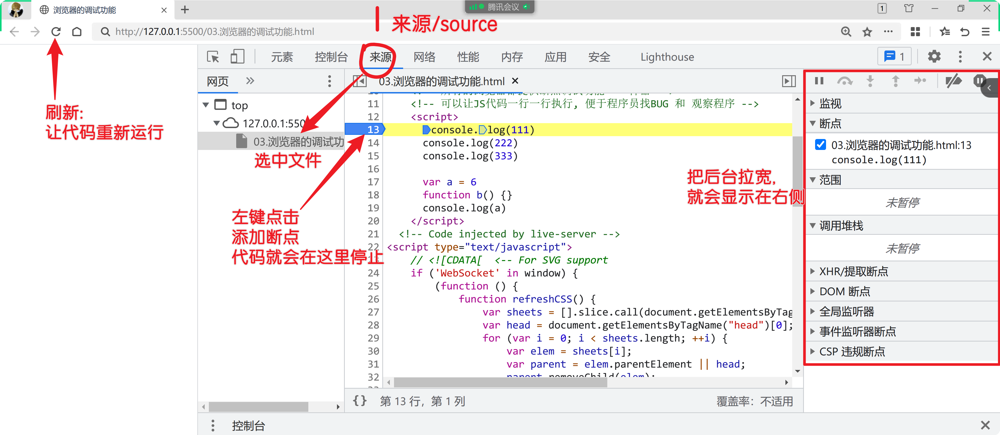 浏览器的调试功能
腾讯会议
1
http://127.0.0.1:5500/03.浏览器的调试功能.html
来源/source
元素 控制台 来源 网络 性能 内存 应用 安全 Lighthouse
1
网页
03.浏览器的调试功能.html
top
127.0.0.1:550
03.浏览器的调试功
刷新:
让代码重新运行
选中文件
左键点击
添加断点
代码就会在这里停止
11 <!-- 可以让JS代码一行一行执行, 便于程序员找BUG 和 观察程序 -->
12 <script>
13 console.log(111)
14 console.log(222)
15 console.log(333)
16
17 var a = 6
18 function b() {}
19 console.log(a)
20 </script>
21 <!-- Code injected by live-server -->
22 <script type="text/javascript">
// <![CDATA[  <-- For SVG support
24 if ('WebSocket' in window) {
25 (function () {
26 function refreshCSS() {
27 var sheets = [].slice.call(document.getElementsByTag
28 var head = document.getElementsByTagName("head")[0];
29 for (var i = 0; i < sheets.length; ++i) {
30 var elem = sheets[i];
31 var parent = elem.parentElement || head;
32 parent.removeChild(elem);
把后台拉宽,
就会显示在右侧
监视
断点
03.浏览器的调试功能.html:13
console.log(111)
范围
未暂停
调用堆栈
未暂停
XHR/提取断点
DOM 断点
全局监听器
事件监听器断点
CSP 违规断点
{} 第 13 行, 第 1 列
覆盖率: 不适用
控制台